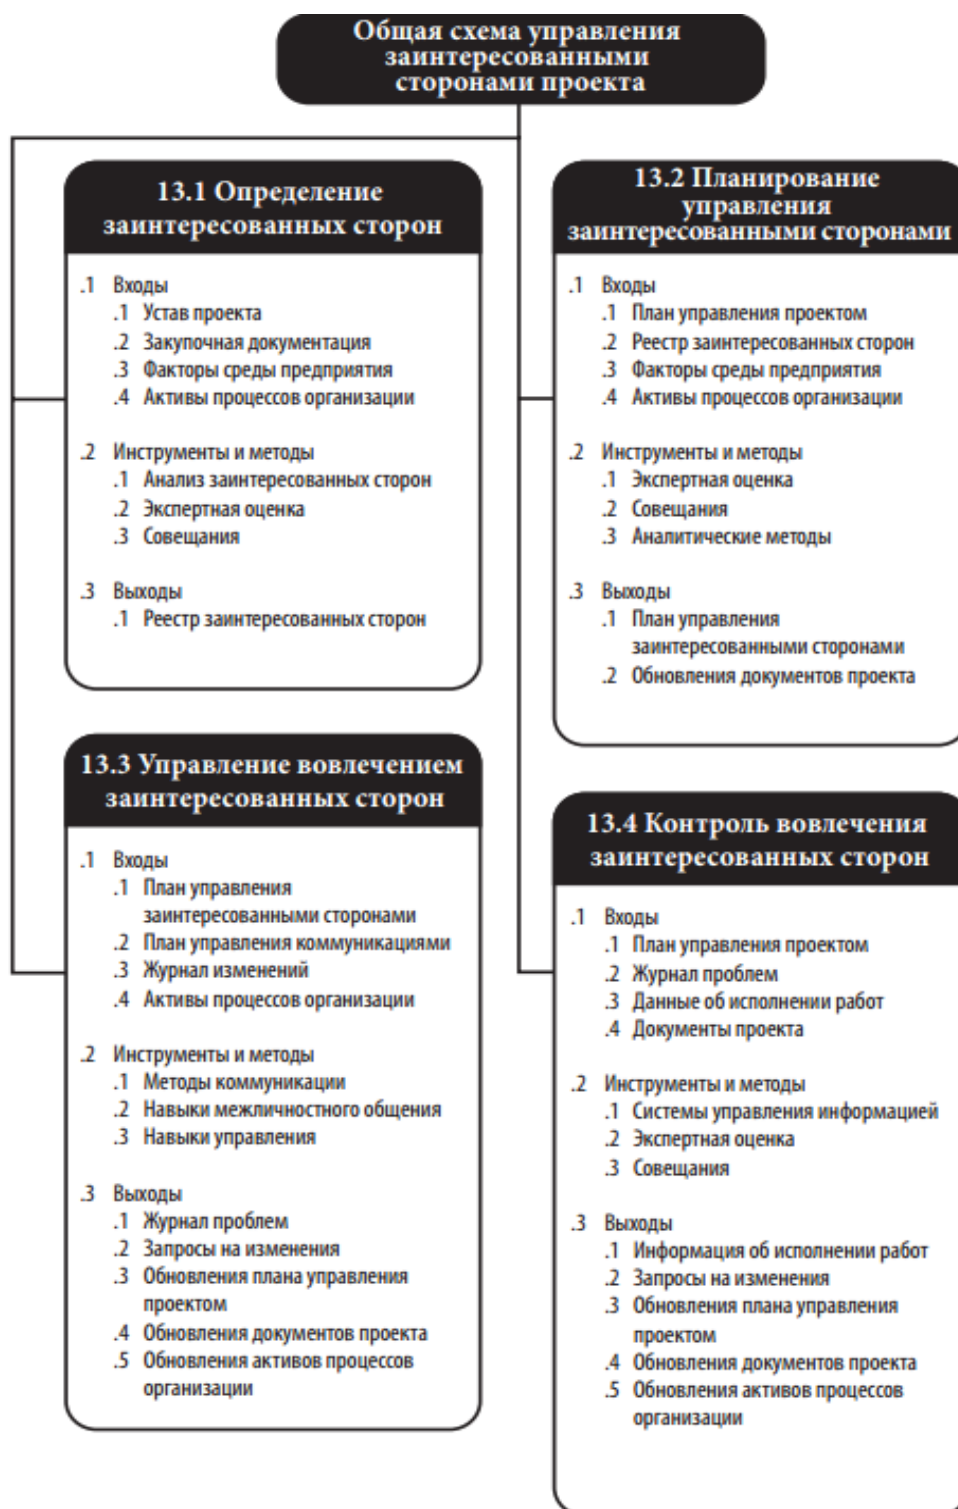 Общая схема управления
заинтересованными
сторонами проекта
13.1 Определение
заинтересованных сторон
.1 Входы
.1 Устав проекта
.2 Закупочная документация
.3 Факторы среды предприятия
.4 Активы процессов организации
.2 Инструменты и методы
.1 Анализ заинтересованных сторон
.2 Экспертная оценка
.3 Совещания
.3 Выходы
.1 Реестр заинтересованных сторон
13.2 Планирование
управления
заинтересованными сторонами
.1 Входы
.1 План управления проектом
.2 Реестр заинтересованных сторон
.3 Факторы среды предприятия
.4 Активы процессов организации
.2 Инструменты и методы
.1 Экспертная оценка
.2 Совещания
.3 Аналитические методы
.3 Выходы
.1 План управления
заинтересованными сторонами
.2 Обновления документов проекта
13.3 Управление вовлечением
заинтересованных сторон
.1 Входы
.1 План управления
заинтересованными сторонами
.2 План управления коммуникациями
.3 Журнал изменений
.4 Активы процессов организации
.2 Инструменты и методы
.1 Методы коммуникации
.2 Навыки межличностного общения
.3 Навыки управления
.3 Выходы
.1 Журнал проблем
.2 Запросы на изменения
.3 Обновления плана управления
проектом
.4 Обновления документов проекта
.5 Обновления активов процессов
организации
13.4 Контроль вовлечения
заинтересованных сторон
.1 Входы
.1 План управления проектом
.2 Журнал проблем
.3 Данные об исполнении работ
.4 Документы проекта
.2 Инструменты и методы
.1 Системы управления информацией
.2 Экспертная оценка
.3 Совещания
.3 Выходы
.1 Информация об исполнении работ
.2 Запросы на изменения
.3 Обновления плана управления
проектом
.4 Обновления документов проекта
.5 Обновления активов процессов
организации